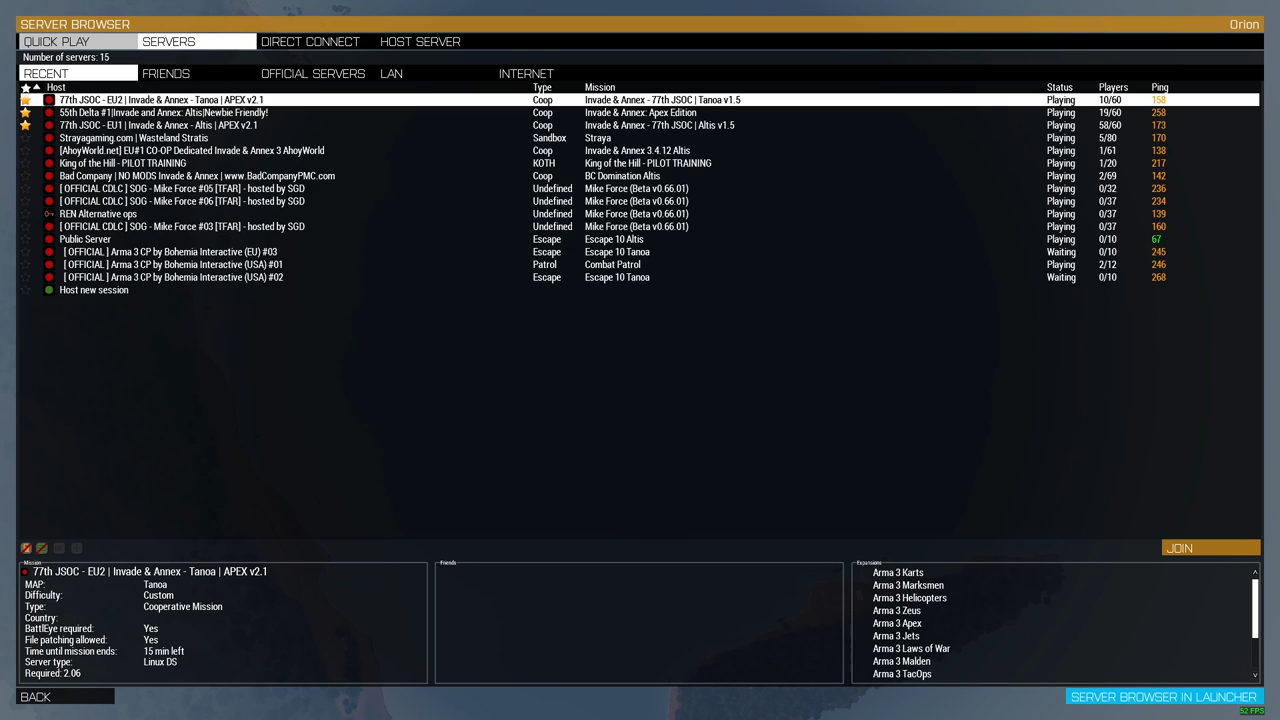 SERVER BROWSER Orion
QUICK PLAY SERVERS DIRECT CONNECT HOST SERVER
Number of servers: 15
RECENT FRIENDS OFFICIAL SERVERS LAN INTERNET
Host Type Mission Status Players Ping
77th JSOC - EU2 | Invade & Annex - Tanoa | APEX v2.1 Coop Invade & Annex - 77th JSOC | Tanoa v1.5 Playing 10/60 158
55th Delta #1|Invade and Annex: Altis|Newbie Friendly! Coop Invade & Annex: Apex Edition Playing 19/60 258
77th JSOC - EU1 | Invade & Annex - Altis | APEX v2.1 Coop Invade & Annex - 77th JSOC | Altis v1.5 Playing 58/60 173
Strayagaming.com | Wasteland Stratis Sandbox Straya Playing 5/80 170
[AhoyWorld.net] EU#1 CO-OP Dedicated Invade & Annex 3 AhoyWorld Coop Invade & Annex 3.4.12 Altis Playing 1/61 138
King of the Hill - PILOT TRAINING KOTH King of the Hill - PILOT TRAINING Playing 1/20 217
Bad Company | NO MODS Invade & Annex | www.BadCompanyPMC.com Coop BC Domination Altis Playing 2/69 142
[ OFFICIAL CDLC ] SOG - Mike Force #05 [TFAR] - hosted by SGD Undefined Mike Force (Beta v0.66.01) Playing 0/32 236
[ OFFICIAL CDLC ] SOG - Mike Force #06 [TFAR] - hosted by SGD Undefined Mike Force (Beta v0.66.01) Playing 0/37 234
REN Alternative ops Undefined Mike Force (Beta v0.66.01) Playing 0/37 139
[ OFFICIAL CDLC ] SOG - Mike Force #03 [TFAR] - hosted by SGD Undefined Mike Force (Beta v0.66.01) Playing 0/37 160
Public Server Escape Escape 10 Altis Playing 0/10 67
[ OFFICIAL ] Arma 3 CP by Bohemia Interactive (EU) #03 Escape Escape 10 Tanoa Waiting 0/10 245
[ OFFICIAL ] Arma 3 CP by Bohemia Interactive (USA) #01 Patrol Combat Patrol Playing 2/12 246
[ OFFICIAL ] Arma 3 CP by Bohemia Interactive (USA) #02 Escape Escape 10 Tanoa Waiting 0/10 268
Host new session
JOIN
Mission
77th JSOC - EU2 | Invade & Annex - Tanoa | APEX v2.1
MAP: Tanoa
Difficulty: Custom
Type: Cooperative Mission
Country:
BattlEye required: Yes
File patching allowed: Yes
Time until mission ends: 15 min left
Server type: Linux DS
Required: 2.06
Friends
Expansions
Arma 3 Karts
Arma 3 Marksmen
Arma 3 Helicopters
Arma 3 Zeus
Arma 3 Apex
Arma 3 Jets
Arma 3 Laws of War
Arma 3 Malden
Arma 3 TacOps
BACK SERVER BROWSER IN LAUNCHER
52 FPS